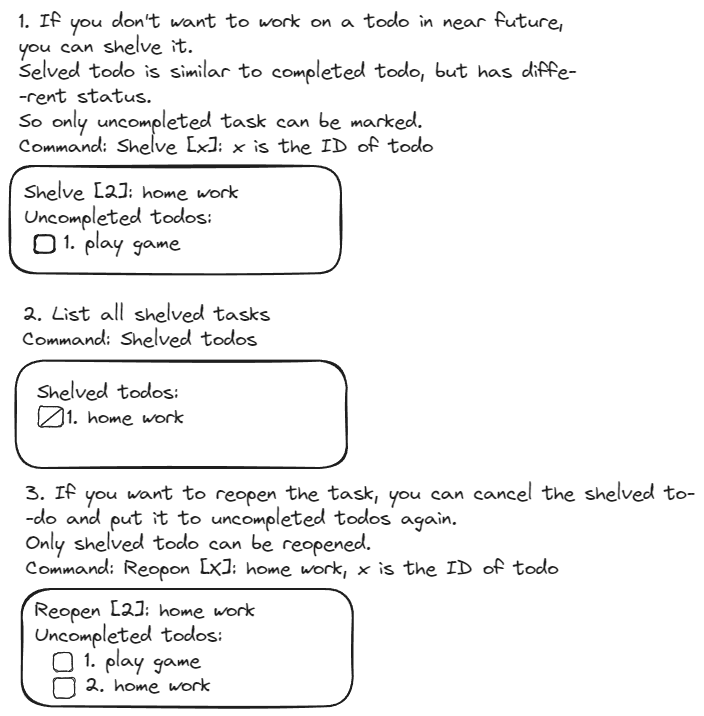 1. If you don't want to work on a todo in near future,
you can shelve it.
Selved todo is similar to completed todo, but has diffe-
-rent status.
So only uncompleted task can be marked.
Command: Shelve [x]: x is the ID of todo
Shelve [2]: home work
Uncompleted todos:
1. play game
2. List all shelved tasks
Command: Shelved todos
Shelved todos:
1. home work
3. If you want to reopen the task, you can cancel the shelved to-
-do and put it to uncompleted todos again.
Only shelved todo can be reopened.
Command: Reopon [X]: home work, x is the ID of todo
Reopen [2]: home work
Uncompleted todos:
1. play game
2. home work